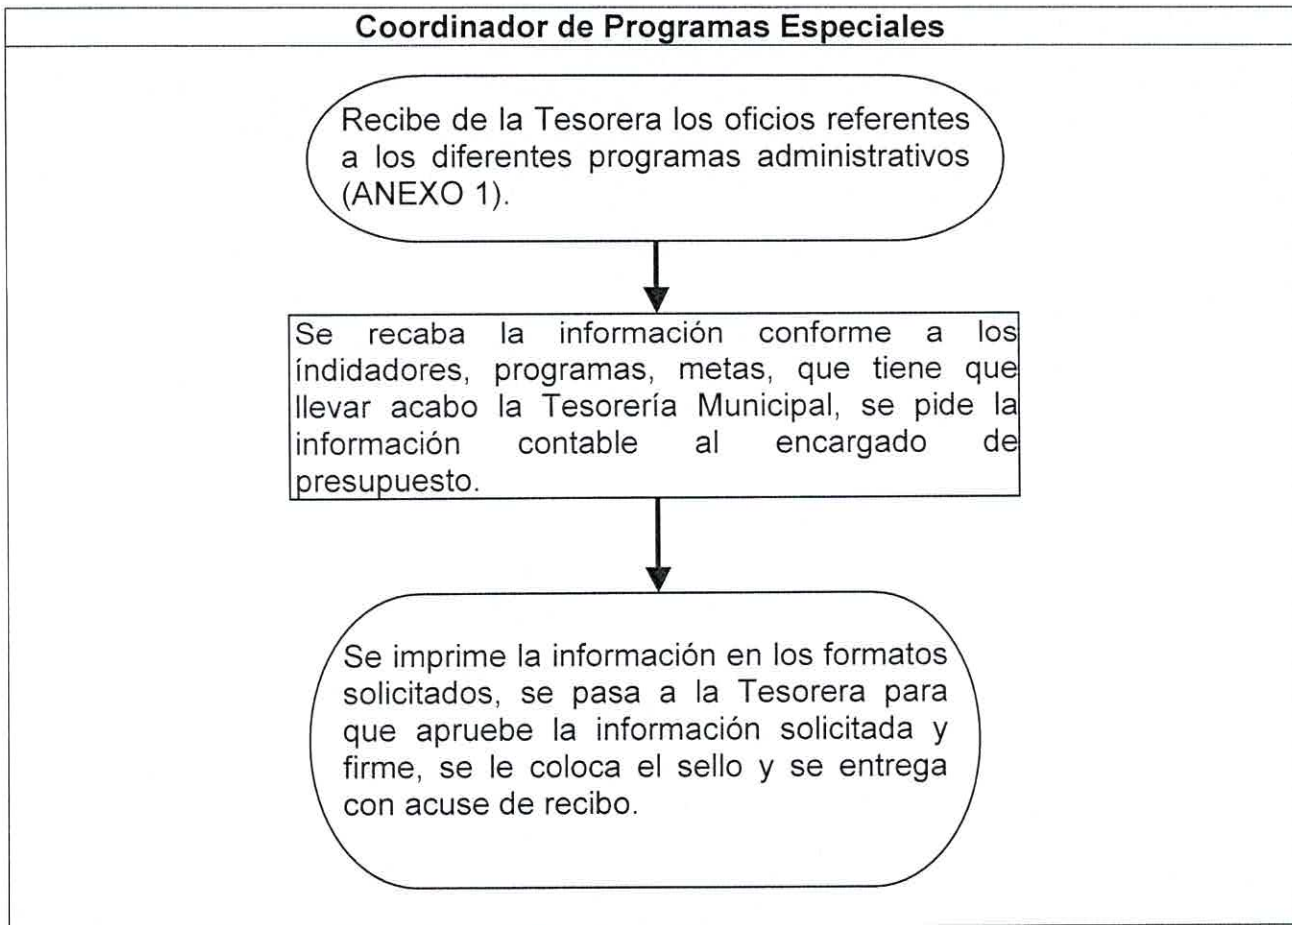 Coordinador de Programas Especiales
Recibe de la Tesorera los oficios referentes
a los diferentes programas administrativos
(ANEXO 1).
Se recaba la información conforme a los
índidadores, programas, metas, que tiene que
llevar acabo la Tesorería Municipal, se pide la
información contable al encargado de
presupuesto.
Se imprime la información en los formatos
solicitados, se pasa a la Tesorera para
que apruebe la información solicitada y
firme, se le coloca el sello y se entrega
con acuse de recibo.